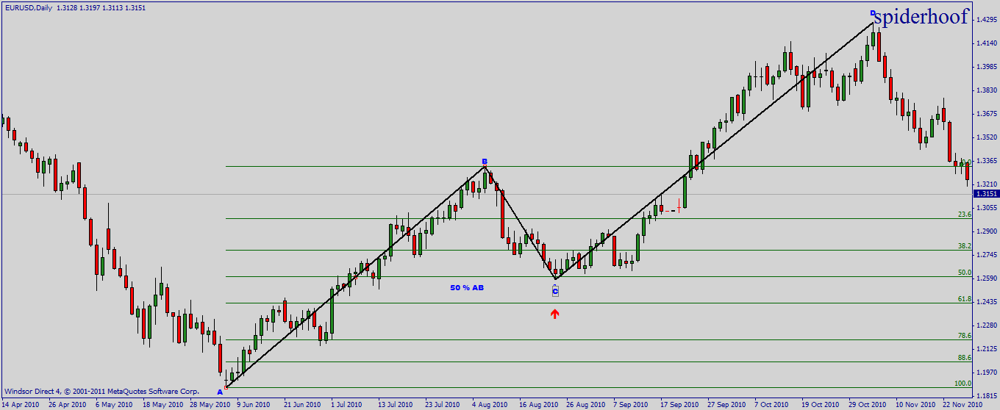 EURUSD,Daily 1.3128 1.3197 1.3113 1.3151
spiderhoof
D
B
50 % AB
C
A
0.0
23.6
38.2
50.0
61.8
78.6
88.6
100.0
1.4295
1.4140
1.3985
1.3830
1.3675
1.3520
1.3365
1.3210
1.3151
1.3055
1.2900
1.2745
1.2590
1.2435
1.2280
1.2125
1.1970
1.1815
Windsor Direct 4, © 2001-2011 MetaQuotes Software Corp.
14 Apr 2010 26 Apr 2010 6 May 2010 18 May 2010 28 May 2010 9 Jun 2010 21 Jun 2010 1 Jul 2010 13 Jul 2010 23 Jul 2010 4 Aug 2010 16 Aug 2010 26 Aug 2010 7 Sep 2010 17 Sep 2010 29 Sep 2010 7 Oct 2010 19 Oct 2010 29 Oct 2010 10 Nov 2010 22 Nov 2010